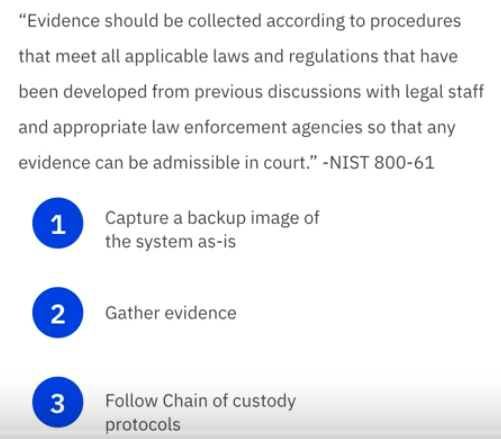 “Evidence should be collected according to procedures
that meet all applicable laws and regulations that have
been developed from previous discussions with legal staff
and appropriate law enforcement agencies so that any
evidence can be admissible in court.” -NIST 800-61
1 Capture a backup image of
the system as-is
2 Gather evidence
3 Follow Chain of custody
protocols